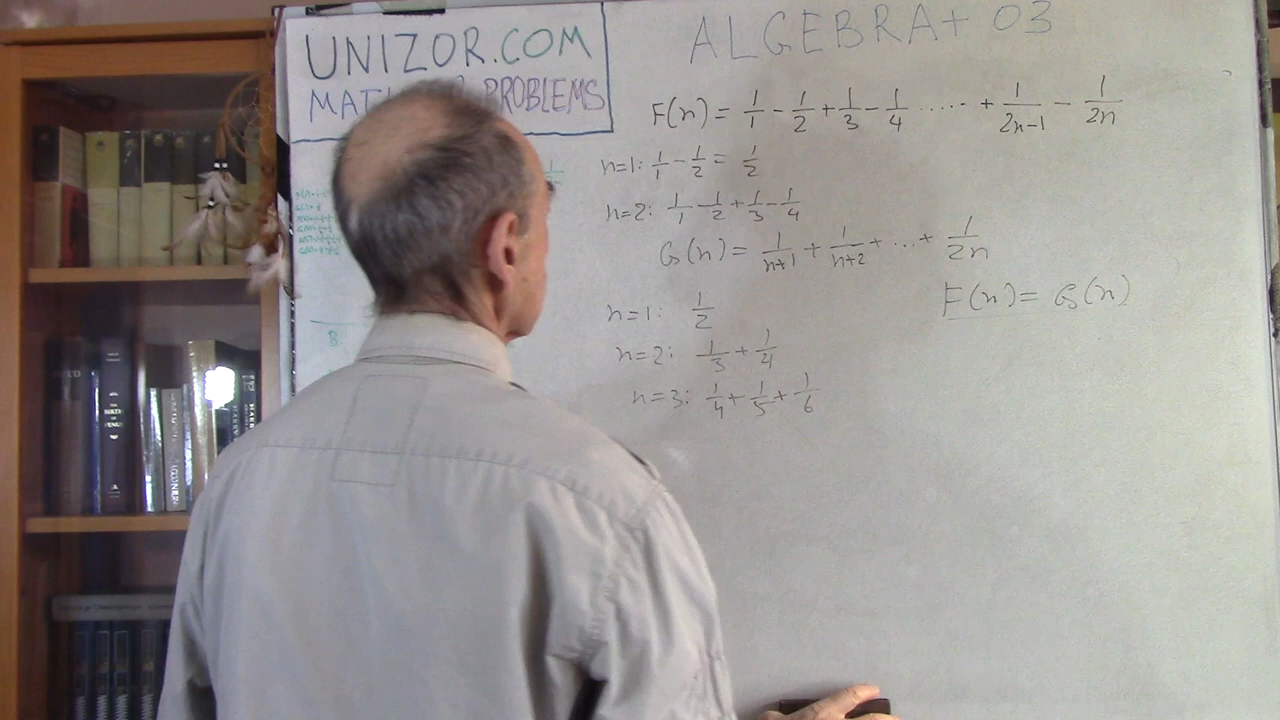 UNIZOR.COM
MAT PROBLEMS
ALGEBRA+ 03
F(n) = 1/1 - 1/2 + 1/3 - 1/4 ..... + 1/(2n-1) - 1/2n
n=1: 1/1 - 1/2 = 1/2
n=2: 1/1 - 1/2 + 1/3 - 1/4
G(n) = 1/(n+1) + 1/(n+2) + ... + 1/2n
F(n) = G(n)
n=1: 1/2
n=2: 1/3 + 1/4
n=3: 1/4 + 1/5 + 1/6
B.